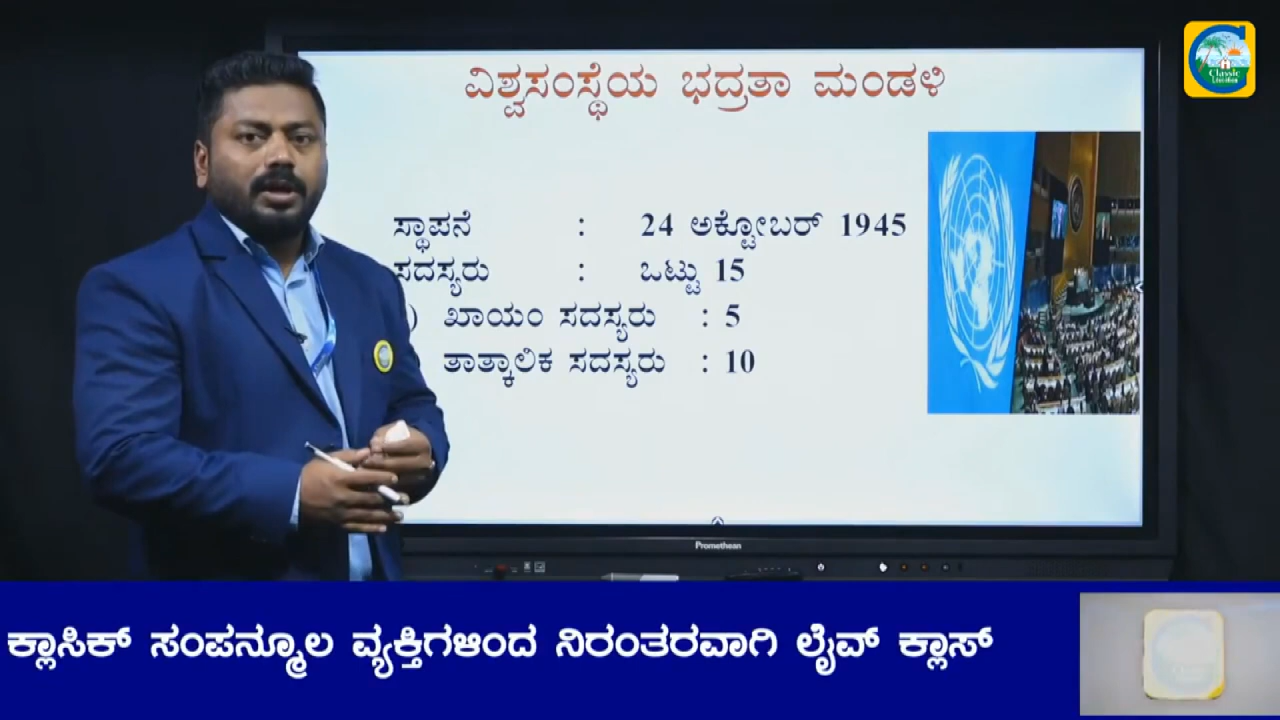 ವಿಶ್ವಸಂಸ್ಥೆಯ ಭದ್ರತಾ ಮಂಡಳಿ
Classic
ಸ್ಥಾಪನೆ : 24 ಅಕ್ಟೋಬರ್ 1945
ಸದಸ್ಯರು : ಒಟ್ಟು 15
) ಖಾಯಂ ಸದಸ್ಯರು : 5
ತಾತ್ಕಾಲಿಕ ಸದಸ್ಯರು : 10
Promethean
ಕ್ಲಾಸಿಕ್ ಸಂಪನ್ಮೂಲ ವ್ಯಕ್ತಿಗಳಿಂದ ನಿರಂತರವಾಗಿ ಲೈವ್ ಕ್ಲಾಸ್